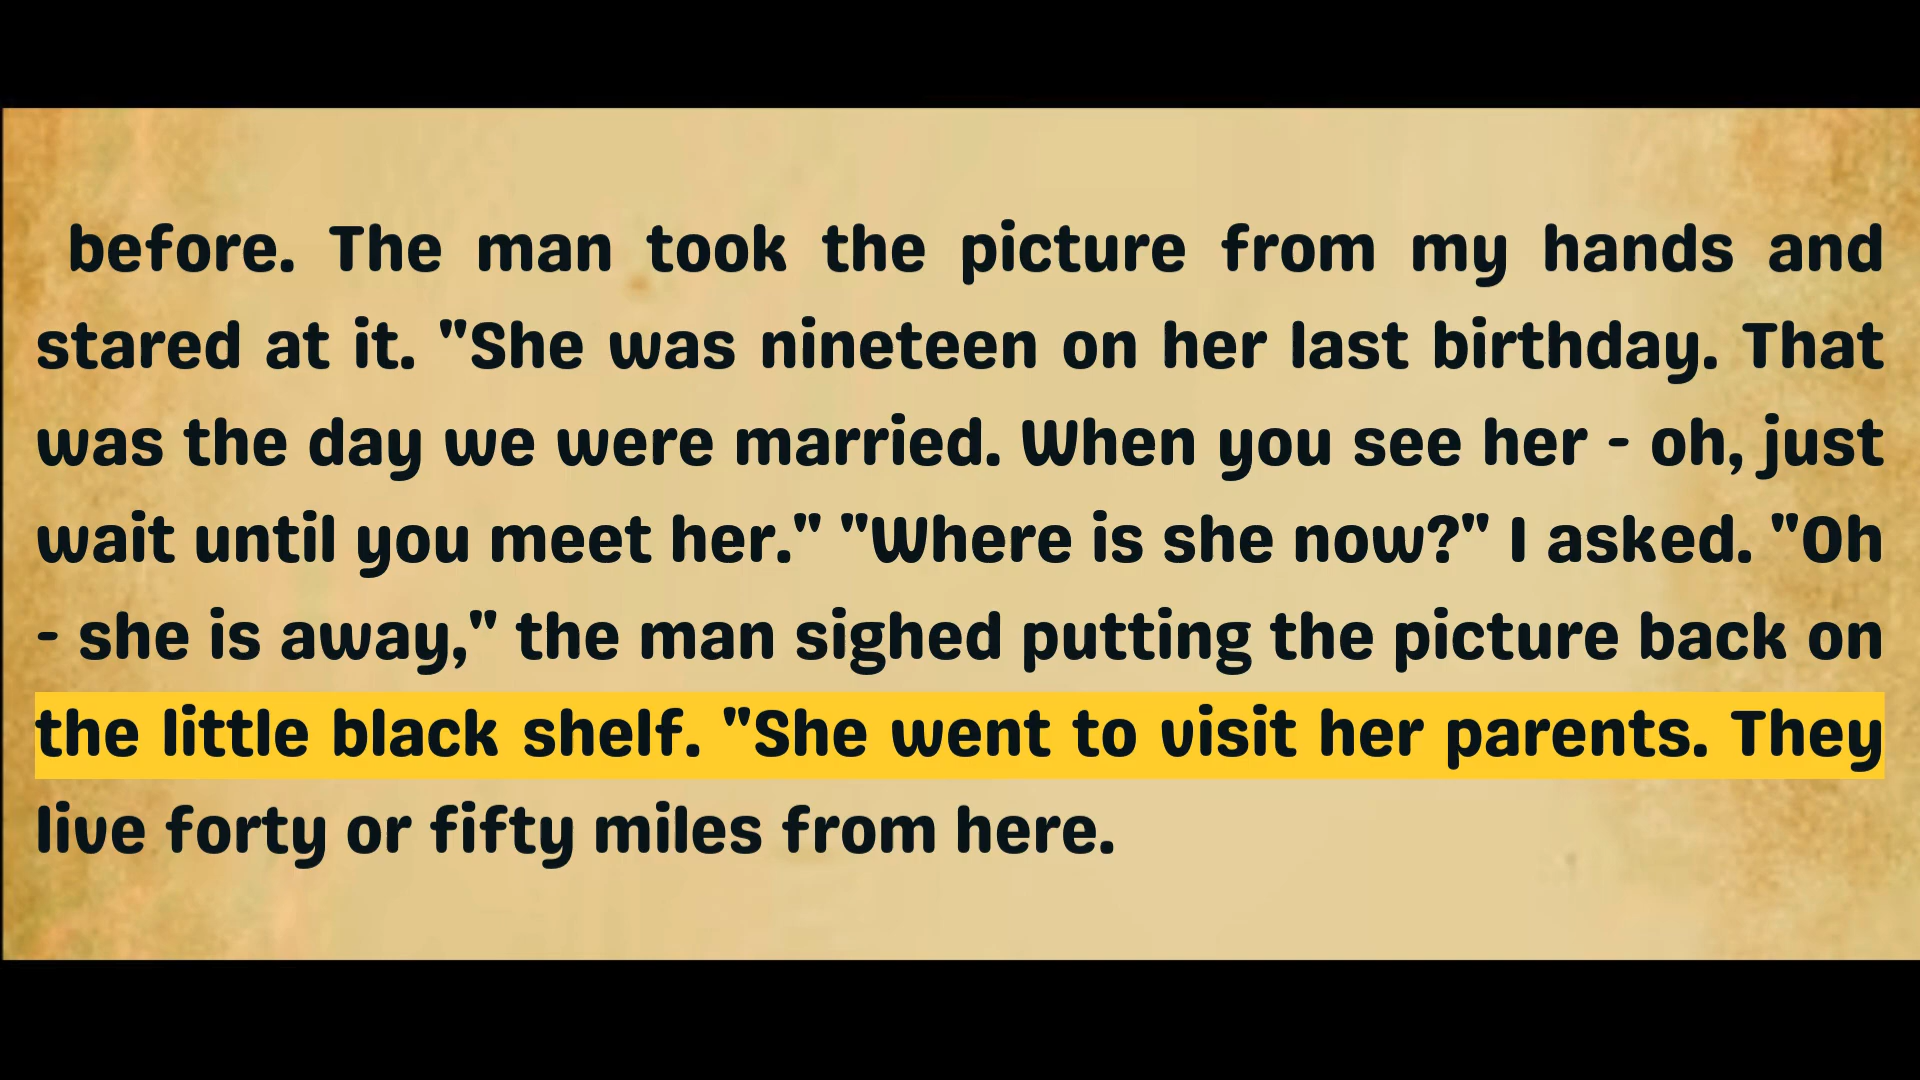 before. The man took the picture from my hands and
stared at it. "She was nineteen on her last birthday. That
was the day we were married. When you see her - oh, just
wait until you meet her." "Where is she now?" I asked. "Oh
- she is away," the man sighed putting the picture back on
the little black shelf. "She went to visit her parents. They
live forty or fifty miles from here.